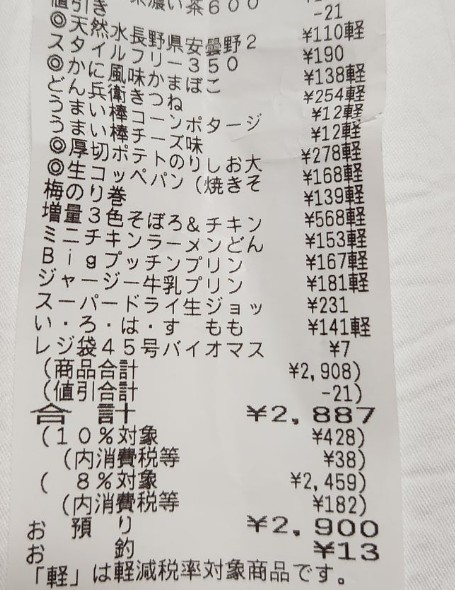 濃い茶600
値引き -21
◎天然水長野県安曇野2 ¥110軽
スタイルフリー350 ¥190
◎かに風味かまぼこ ¥138軽
どん兵衛きつね ¥254軽
うまい棒コーンポタージ ¥12軽
うまい棒チーズ味 ¥12軽
◎厚切ポテトのりしお大 ¥278軽
◎生コッペパン(焼きそ ¥168軽
梅のり巻 ¥139軽
増量3色そぼろ&チキン ¥568軽
ミニチキンラーメンどん ¥153軽
Bigプッチンプリン ¥167軽
ジャージー牛乳プリン ¥181軽
スーパードライ生ジョッ ¥231
い・ろ・は・すもも ¥141軽
レジ袋45号バイオマス ¥7
(商品合計 ¥2,908)
(値引合計 -21)
合計 ¥2,887
(10%対象 ¥428)
(内消費税等 ¥38)
( 8%対象 ¥2,459)
(内消費税等 ¥182)
お預り ¥2,900
お釣 ¥13
「軽」は軽減税率対象商品です。